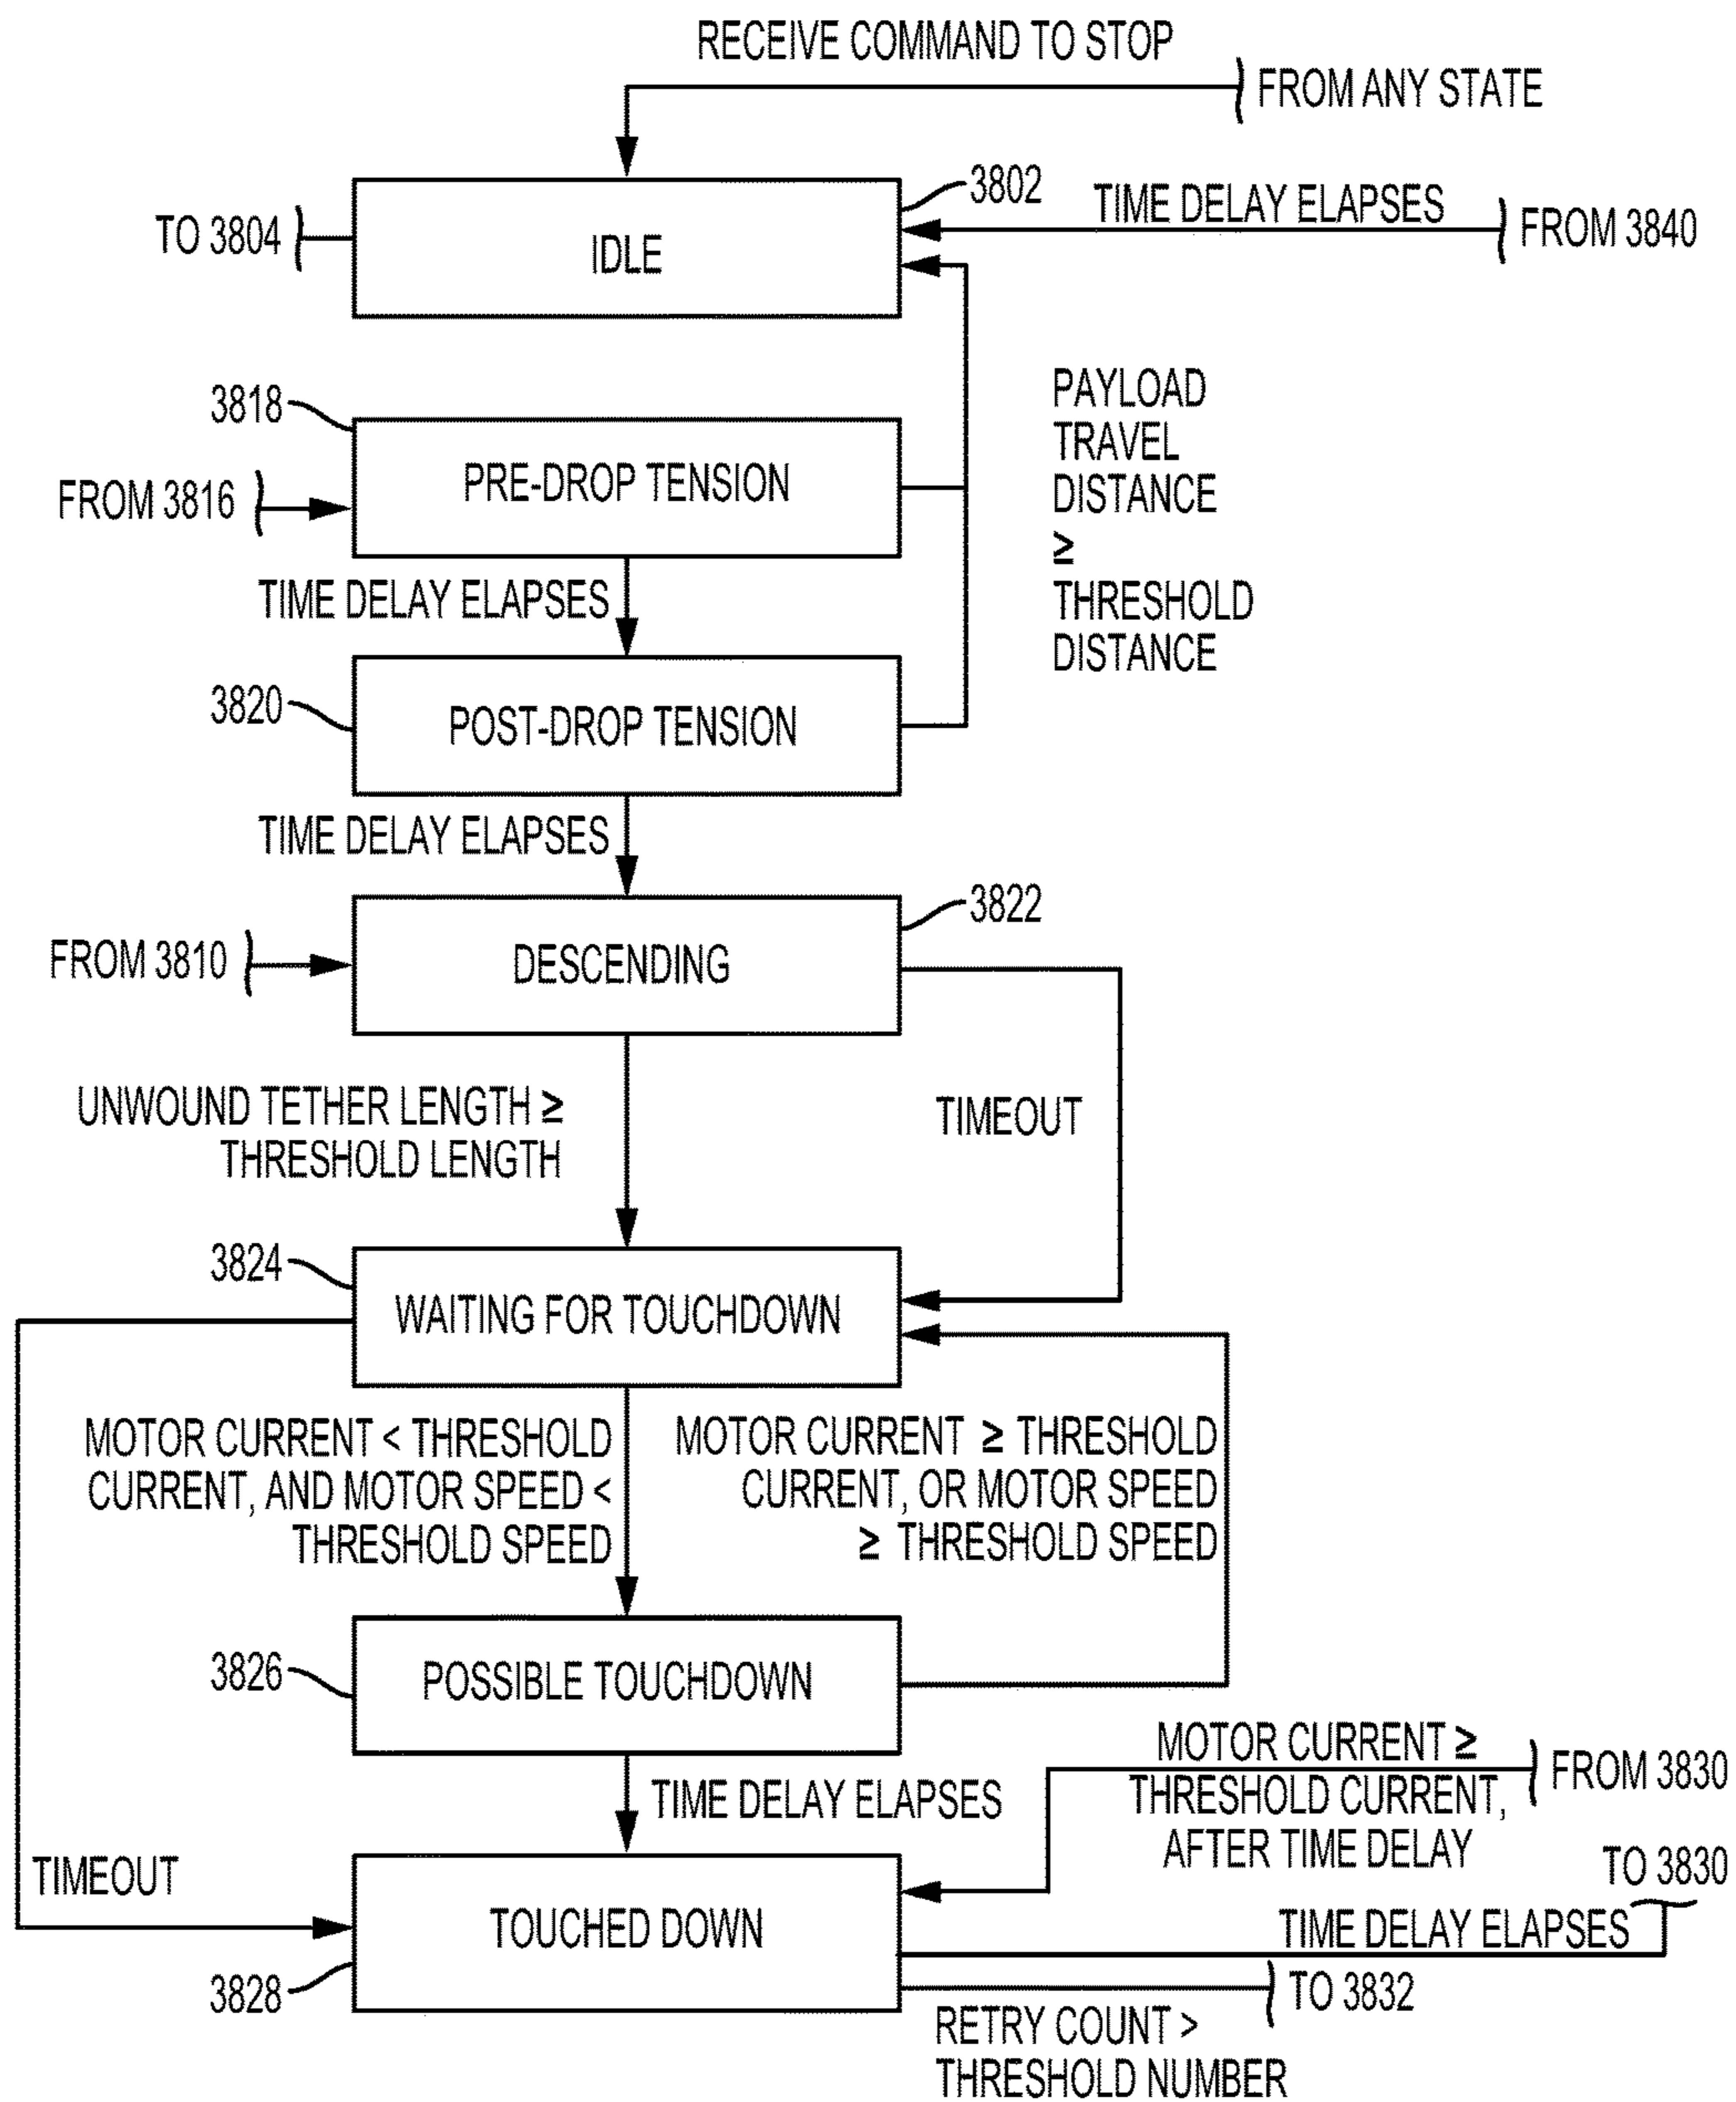 RECEIVE COMMAND TO STOP
FROM ANY STATE
3802
TIME DELAY ELAPSES
FROM 3840
TO 3804
IDLE
3818
PAYLOAD
TRAVEL
DISTANCE
≥
THRESHOLD
DISTANCE
FROM 3816
PRE-DROP TENSION
TIME DELAY ELAPSES
3820
POST-DROP TENSION
TIME DELAY ELAPSES
3822
FROM 3810
DESCENDING
UNWOUND TETHER LENGTH ≥
THRESHOLD LENGTH
TIMEOUT
3824
WAITING FOR TOUCHDOWN
MOTOR CURRENT < THRESHOLD
CURRENT, AND MOTOR SPEED <
THRESHOLD SPEED
MOTOR CURRENT ≥ THRESHOLD
CURRENT, OR MOTOR SPEED
≥ THRESHOLD SPEED
3826
POSSIBLE TOUCHDOWN
MOTOR CURRENT ≥
THRESHOLD CURRENT,
AFTER TIME DELAY
FROM 3830
TIME DELAY ELAPSES
TIMEOUT
TO 3830
TOUCHED DOWN
TIME DELAY ELAPSES
3828
TO 3832
RETRY COUNT >
THRESHOLD NUMBER